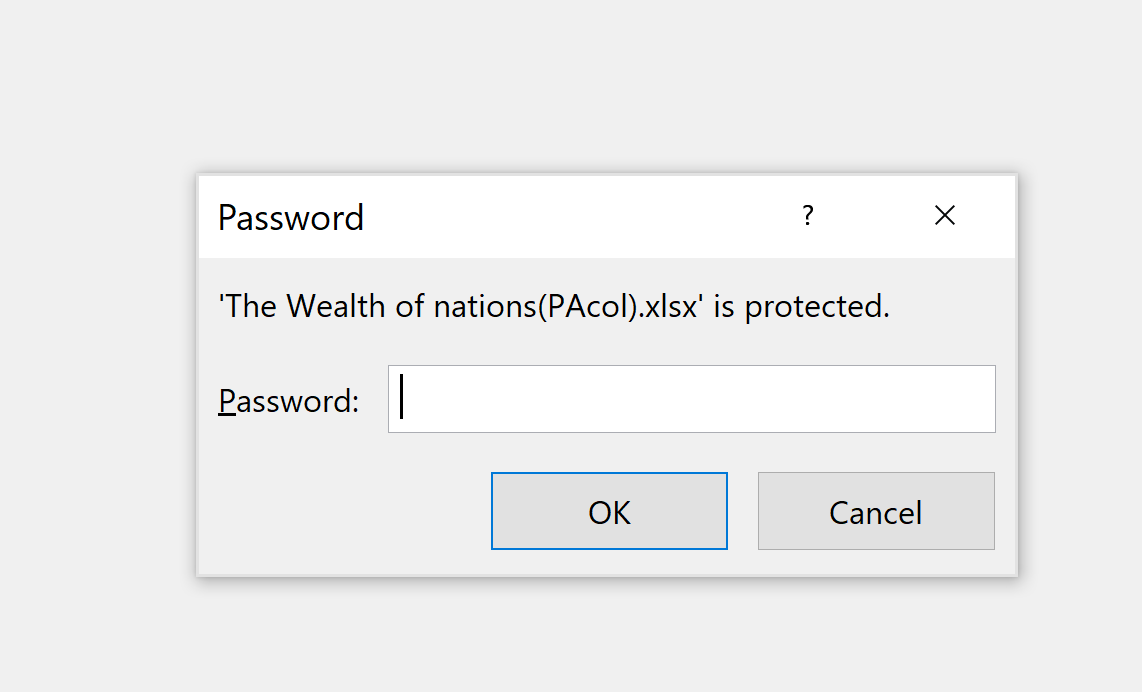 Password ?
'The Wealth of nations(PAcol).xlsx' is protected.
Password:
OK Cancel